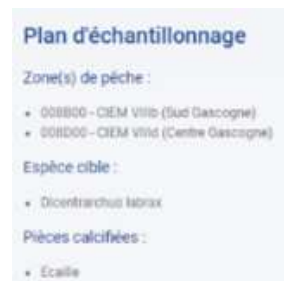 Plan d'échantillonnage
Zone(s) de pêche :
008B00 - CIEM VIIIb (Sud Gascogne)
008D00 - CIEM VIIId (Centre Gascogne)
Espèce cible :
Dicentrarchus labrax
Pièces calcifiées :
Ecaille